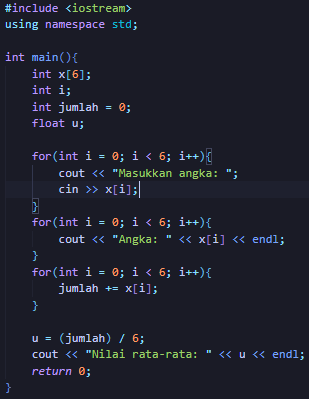 #include <iostream>
using namespace std;
int main(){
int x[6];
int i;
int jumlah = 0;
float u;
for(int i = 0; i < 6; i++){
cout << "Masukkan angka: ";
cin >> x[i];
}
for(int i = 0; i < 6; i++){
cout << "Angka: " << x[i] << endl;
}
for(int i = 0; i < 6; i++){
jumlah += x[i];
}
u = (jumlah) / 6;
cout << "Nilai rata-rata: " << u << endl;
return 0;
}